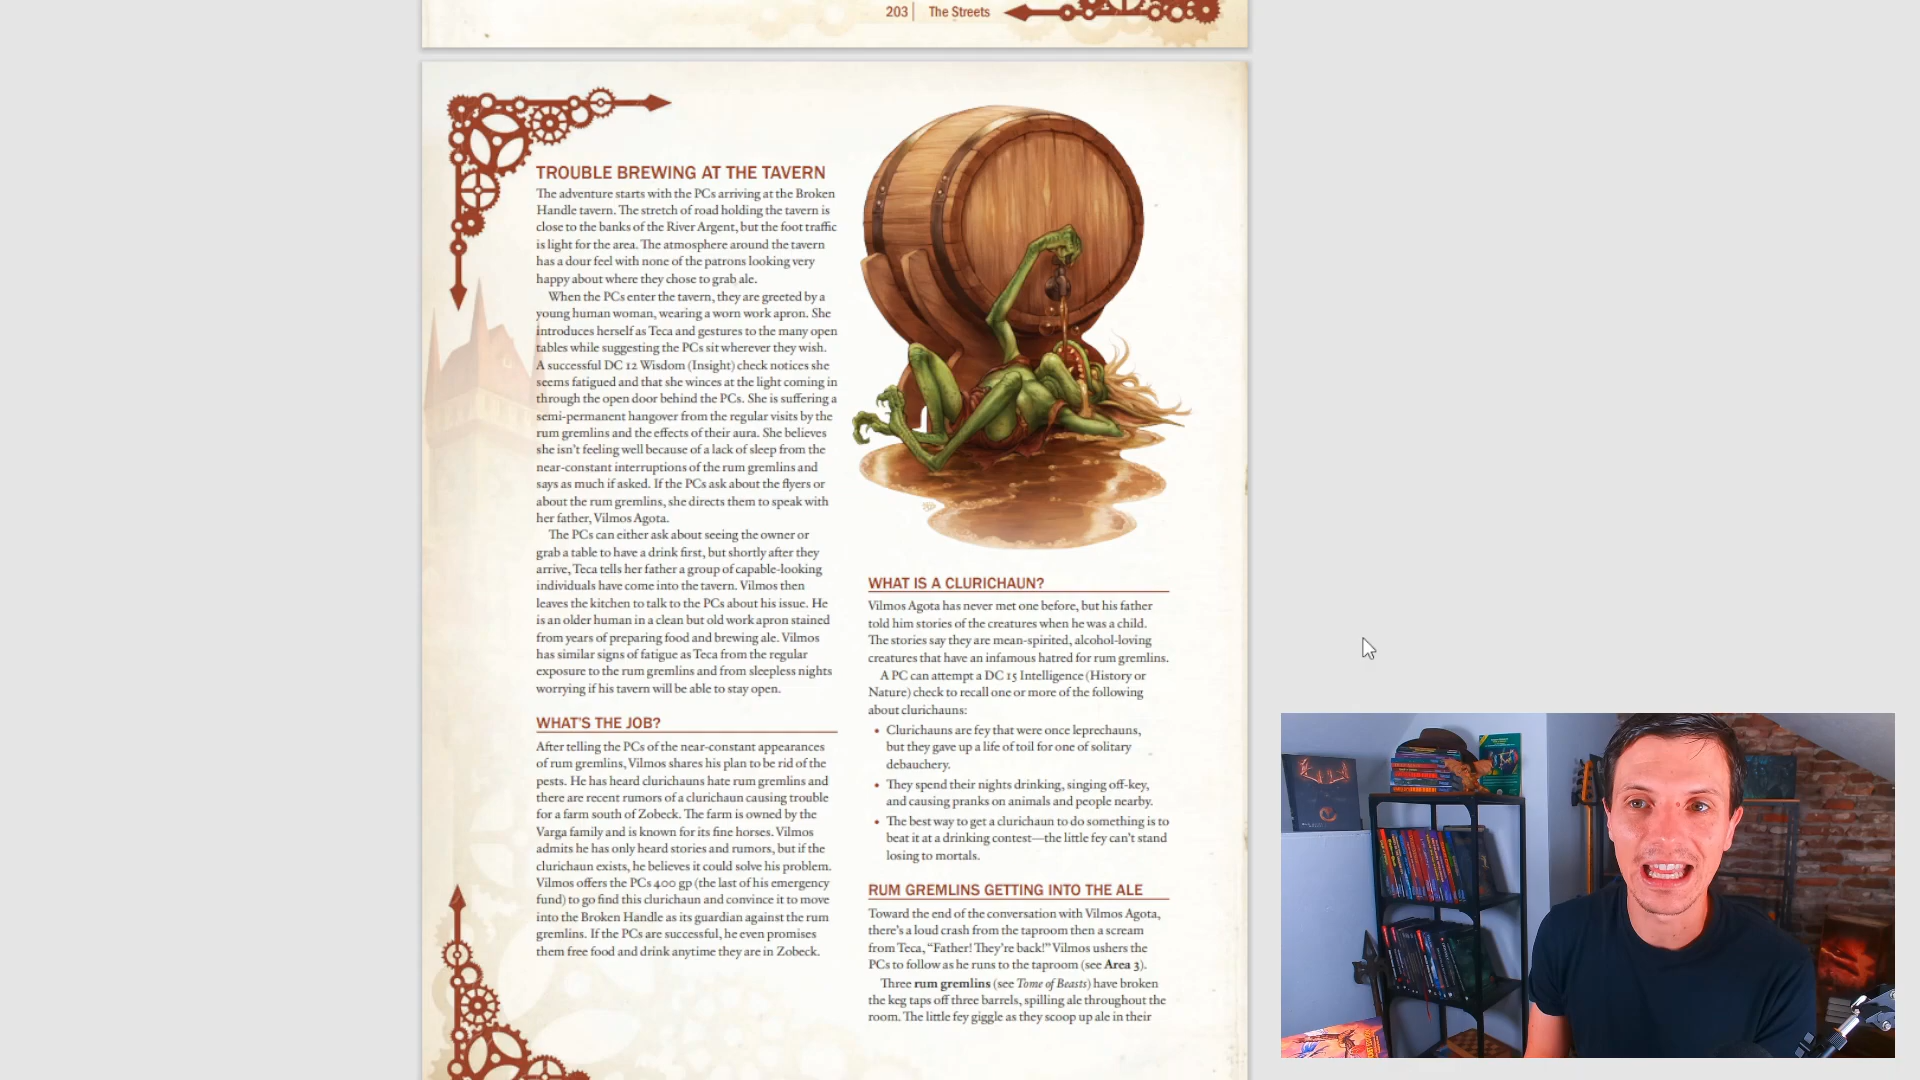 203 | The Streets
TROUBLE BREWING AT THE TAVERN
The adventure starts with the PCs arriving at the Broken
Handle tavern. The stretch of road holding the tavern is
close to the banks of the River Argent, but the foot traffic
is light for the area. The atmosphere around the tavern
has a dour feel with none of the patrons looking very
happy about where they chose to grab ale.
When the PCs enter the tavern, they are greeted by a
young human woman, wearing a worn work apron. She
introduces herself as Teca and gestures to the many open
tables while suggesting the PCs sit wherever they wish.
A successful DC 12 Wisdom (Insight) check notices she
seems fatigued and that she winces at the light coming in
through the open door behind the PCs. She is suffering a
semi-permanent hangover from the regular visits by the
rum gremlins and the effects of their aura. She believes
she isn't feeling well because of a lack of sleep from the
near-constant interruptions of the rum gremlins and
says as much if asked. If the PCs ask about the flyers or
about the rum gremlins, she directs them to speak with
her father, Vilmos Agota.
The PCs can either ask about seeing the owner or
grab a table to have a drink first, but shortly after they
arrive, Teca tells her father a group of capable-looking
individuals have come into the tavern. Vilmos then
leaves the kitchen to talk to the PCs about his issue. He
is an older human in a clean but old work apron stained
from years of preparing food and brewing ale. Vilmos
has similar signs of fatigue as Teca from the regular
exposure to the rum gremlins and from sleepless nights
worrying if his tavern will be able to stay open.
WHAT'S THE JOB?
After telling the PCs of the near-constant appearances
of rum gremlins, Vilmos shares his plan to be rid of the
pests. He has heard clurichauns hate rum gremlins and
there are recent rumors of a clurichaun causing trouble
for a farm south of Zobeck. The farm is owned by the
Varga family and is known for its fine horses. Vilmos
admits he has only heard stories and rumors, but if the
clurichaun exists, he believes it could solve his problem.
Vilmos offers the PCs 400 gp (the last of his emergency
fund) to go find this clurichaun and convince it to move
into the Broken Handle as its guardian against the rum
gremlins. If the PCs are successful, he even promises
them free food and drink anytime they are in Zobeck.
WHAT IS A CLURICHAUN?
Vilmos Agota has never met one before, but his father
told him stories of the creatures when he was a child.
The stories say they are mean-spirited, alcohol-loving
creatures that have an infamous hatred for rum gremlins.
A PC can attempt a DC 15 Intelligence (History or
Nature) check to recall one or more of the following
about clurichauns:
• Clurichauns are fey that were once leprechauns,
but they gave up a life of toil for one of solitary
debauchery.
• They spend their nights drinking, singing off-key,
and causing pranks on animals and people nearby.
• The best way to get a clurichaun to do something is to
beat it at a drinking contest—the little fey can't stand
losing to mortals.
RUM GREMLINS GETTING INTO THE ALE
Toward the end of the conversation with Vilmos Agota,
there's a loud crash from the taproom then a scream
from Teca, "Father! They're back!" Vilmos ushers the
PCs to follow as he runs to the taproom (see Area 3).
Three rum gremlins (see Tome of Beasts) have broken
the keg taps off three barrels, spilling ale throughout the
room. The little fey giggle as they scoop up ale in their